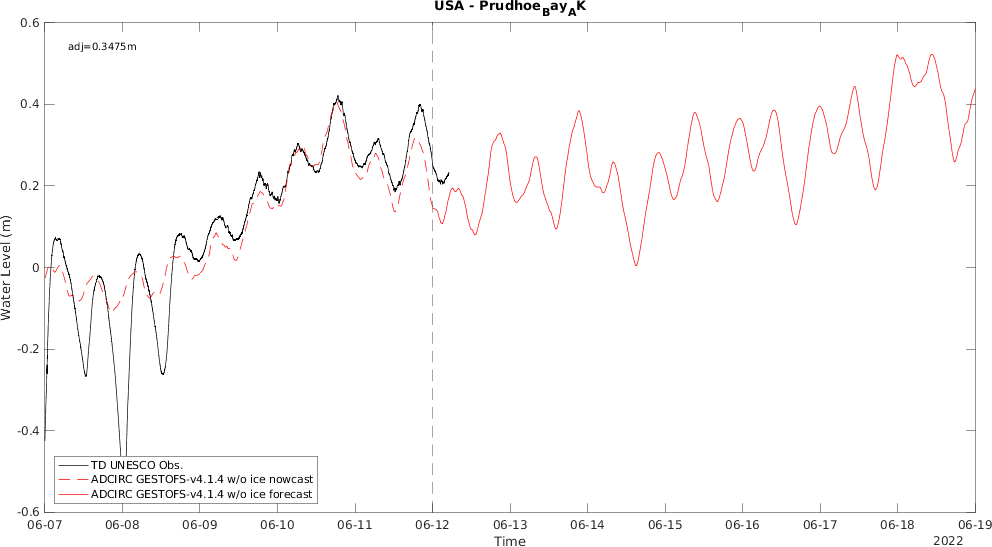 USA - PrudhoeBayAK
adj=0.3475m
0.6
0.4
0.2
0
-0.2
-0.4
-0.6
Water Level (m)
TD UNESCO Obs.
ADCIRC GESTOFS-v4.1.4 w/o ice nowcast
ADCIRC GESTOFS-v4.1.4 w/o ice forecast
06-07 06-08 06-09 06-10 06-11 06-12 06-13 06-14 06-15 06-16 06-17 06-18 06-19
Time
2022